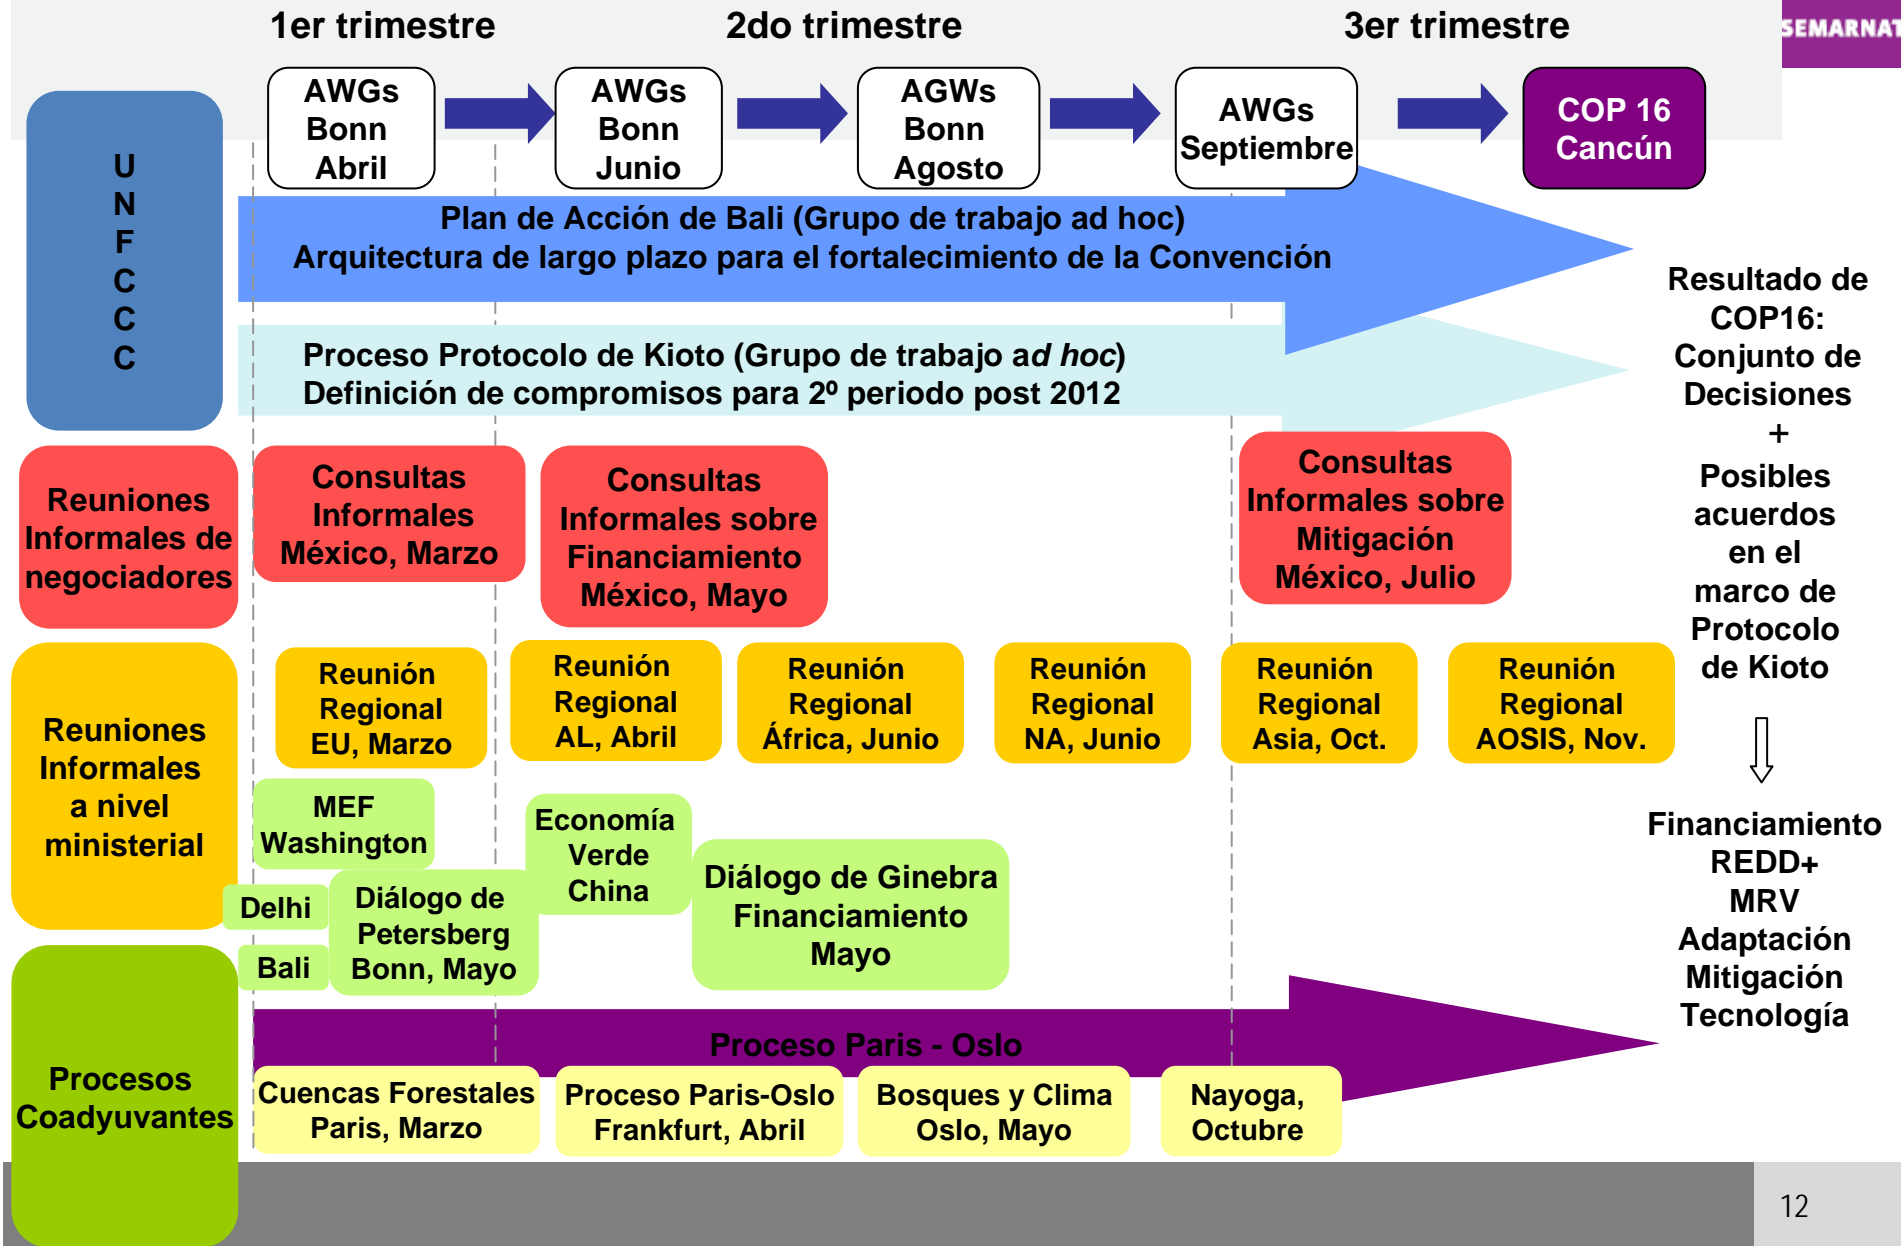 1er trimestre
2do trimestre
3er trimestre
SEMARNAT
AWGs
Bonn
Abril
AWGs
Bonn
Junio
AGWs
Bonn
Agosto
AWGs
Septiembre
COP 16
Cancún
U
N
F
C
C
C
Plan de Acción de Bali (Grupo de trabajo ad hoc)
Arquitectura de largo plazo para el fortalecimiento de la Convención
Proceso Protocolo de Kioto (Grupo de trabajo ad hoc)
Definición de compromisos para 2º periodo post 2012
Reuniones
Informales de
negociadores
Consultas
Informales
México, Marzo
Consultas
Informales sobre
Financiamiento
México, Mayo
Consultas
Informales sobre
Mitigación
México, Julio
Reuniones
Informales
a nivel
ministerial
Reunión
Regional
EU, Marzo
Reunión
Regional
AL, Abril
Reunión
Regional
África, Junio
Reunión
Regional
NA, Junio
Reunión
Regional
Asia, Oct.
Reunión
Regional
AOSIS, Nov.
MEF
Washington
Delhi
Bali
Diálogo de
Petersberg
Bonn, Mayo
Economía
Verde
China
Diálogo de Ginebra
Financiamiento
Mayo
Procesos
Coadyuvantes
Proceso Paris - Oslo
Cuencas Forestales
Paris, Marzo
Proceso Paris-Oslo
Frankfurt, Abril
Bosques y Clima
Oslo, Mayo
Nayoga,
Octubre
Resultado de
COP16:
Conjunto de
Decisiones
+
Posibles
acuerdos
en el
marco de
Protocolo
de Kioto
Financiamiento
REDD+
MRV
Adaptación
Mitigación
Tecnología
12